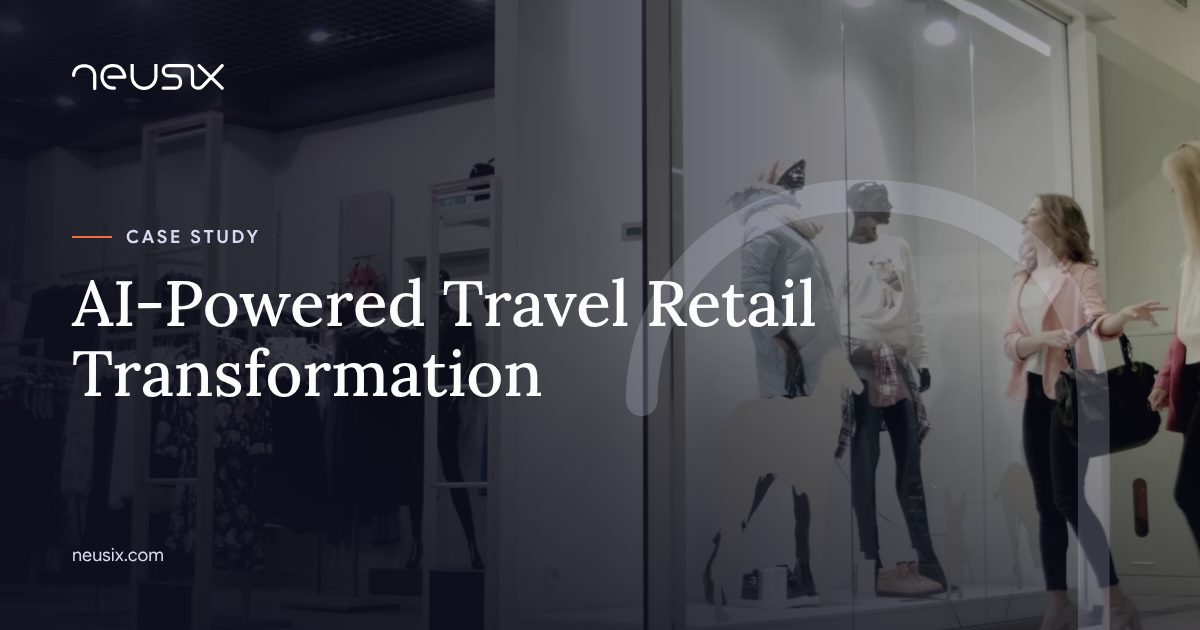 neusix
CASE STUDY
AI-Powered Travel Retail
Transformation
neusix.com